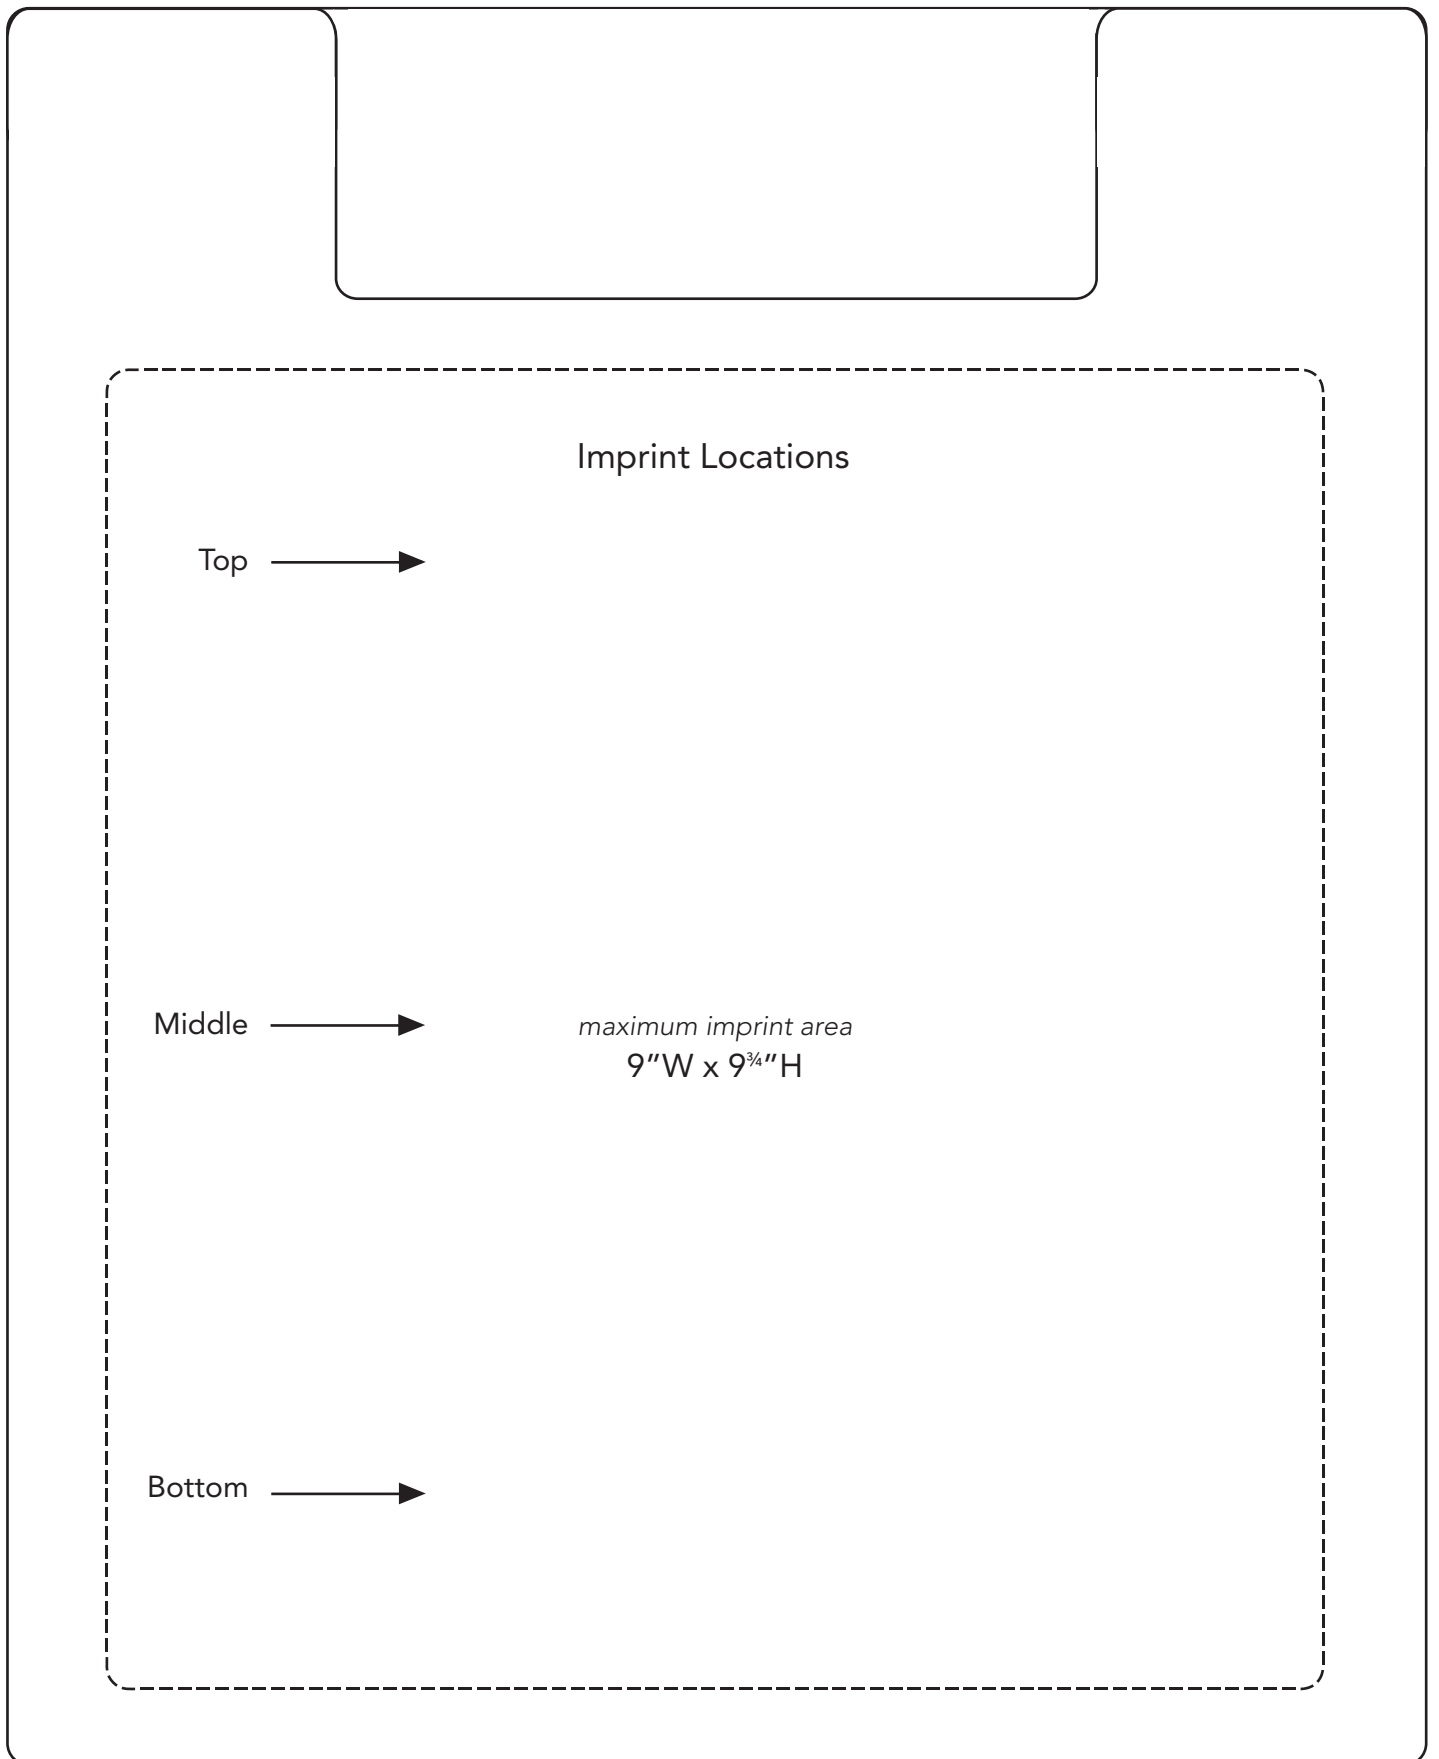 Imprint Locations
Top
Middle
maximum imprint area
9”W x 9¾”H
Bottom